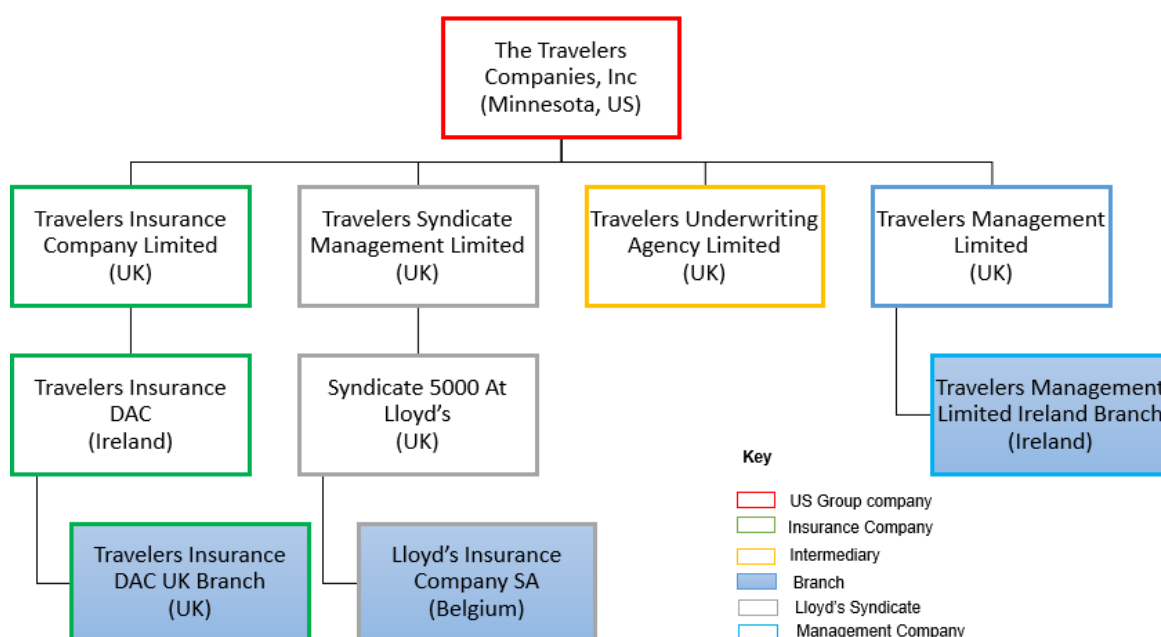 The Travelers
Companies, Inc
(Minnesota, US)
Travelers Insurance
Company Limited
(UK)
Travelers Syndicate
Management Limited
(UK)
Travelers Underwriting
Agency Limited
(UK)
Travelers Management
Limited
(UK)
Travelers Insurance
DAC
(Ireland)
Syndicate 5000 At
Lloyd’s
(UK)
Travelers Management
Limited Ireland Branch
(Ireland)
Travelers Insurance
DAC UK Branch
(UK)
Lloyd’s Insurance
Company SA
(Belgium)
Key
US Group company
Insurance Company
Intermediary
Branch
Lloyd’s Syndicate
Management Company